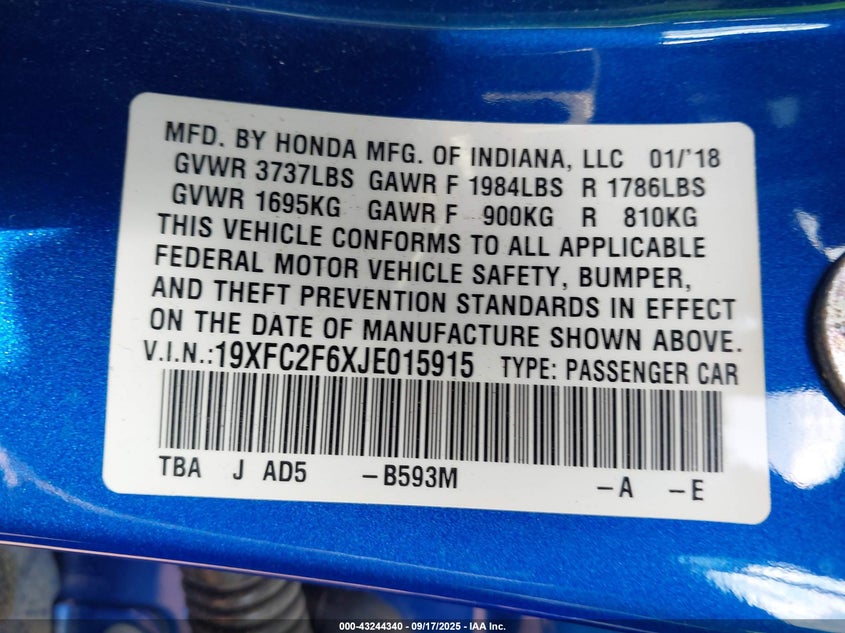 MFD. BY HONDA MFG. OF INDIANA, LLC 01/'18
GVWR 3737LBS GAWR F 1984LBS R 1786LBS
GVWR 1695KG GAWR F 900KG R 810KG
THIS VEHICLE CONFORMS TO ALL APPLICABLE
FEDERAL MOTOR VEHICLE SAFETY, BUMPER,
AND THEFT PREVENTION STANDARDS IN EFFECT
ON THE DATE OF MANUFACTURE SHOWN ABOVE.
V.I.N.:19XFC2F6XJE015915 TYPE: PASSENGER CAR
TBA J AD5 -B593M -A -E
000-43244340 - 09/17/2025 - IAA Inc.